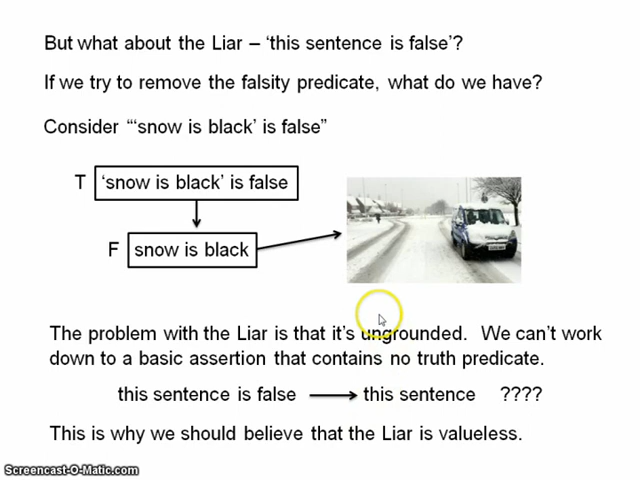 But what about the Liar – ‘this sentence is false’?
If we try to remove the falsity predicate, what do we have?
Consider “‘snow is black’ is false”
T ‘snow is black’ is false
F snow is black
The problem with the Liar is that it’s ungrounded. We can’t work
down to a basic assertion that contains no truth predicate.
this sentence is false → this sentence ????
This is why we should believe that the Liar is valueless.
Screencast-O-Matic.com